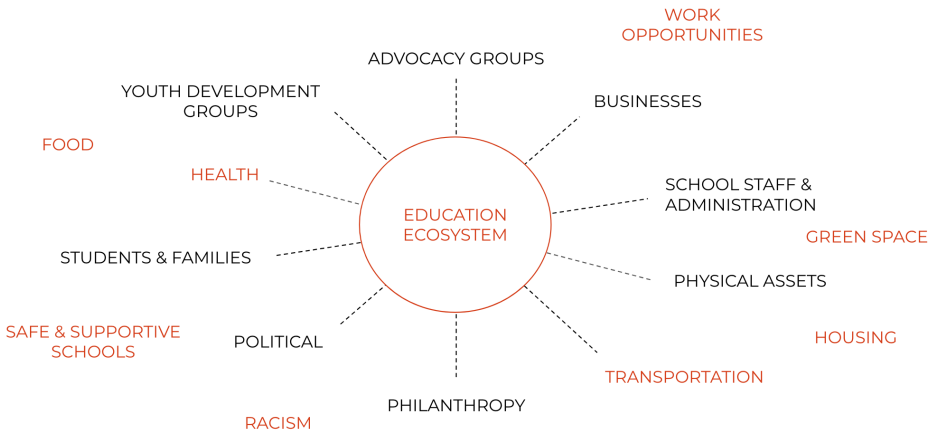 WORK
OPPORTUNITIES
ADVOCACY GROUPS
YOUTH DEVELOPMENT
GROUPS
BUSINESSES
FOOD
HEALTH
SCHOOL STAFF &
ADMINISTRATION
EDUCATION
ECOSYSTEM
GREEN SPACE
STUDENTS & FAMILIES
PHYSICAL ASSETS
SAFE & SUPPORTIVE
SCHOOLS
POLITICAL
HOUSING
TRANSPORTATION
PHILANTHROPY
RACISM